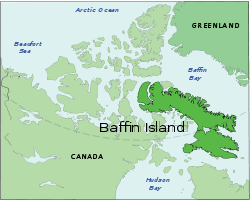 Arctic Ocean
GREENLAND
Beaufort
Sea
Baffin
Bay
Baffin Island
CANADA
Hudson
Bay